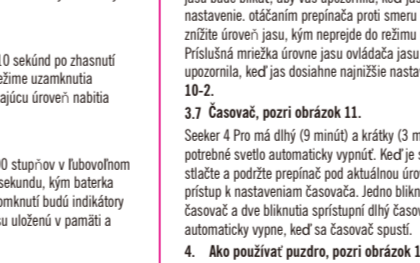 10 sekúnd po zhasnutí
ežime uzamknutia
ajúcu úroveň nabitia
0 stupňov v ľubovoľnom
sekundu, kým baterka
omknutí budú indikátory
su uloženú v pamäti a
jasu bude blikať, aby vás upozornila, keď jas
nastavenie. otáčaním prepínača proti smeru
znížite úroveň jasu, kým neprejde do režimu
Príslušná mriežka úrovne jasu ovládača jasu
upozornila, keď jas dosiahne najnižšie nasta
10-2.
3.7 Časovač, pozri obrázok 11.
Seeker 4 Pro má dlhý (9 minút) a krátky (3 m
potrebné svetlo automaticky vypnúť. Keď je s
stlačte a podržte prepínač pod aktuálnou úro
prístup k nastaveniam časovača. Jedno blikn
časovač a dve bliknutia sprístupní dlhý časov
automaticky vypne, keď sa časovač spustí.
4. Ako používať puzdro, pozri obrázok 1